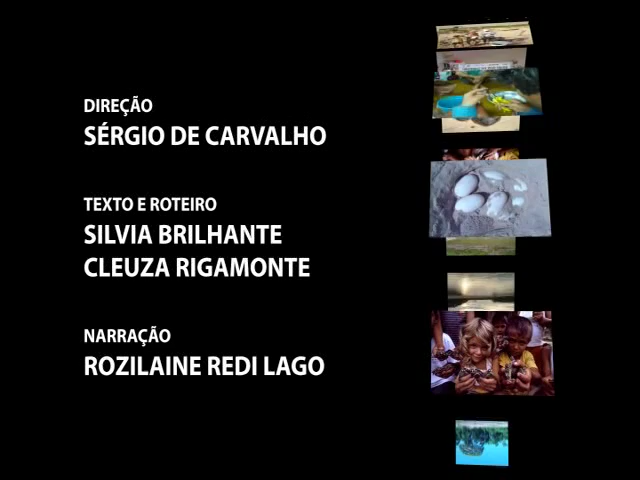 DIREÇÃO
SÉRGIO DE CARVALHO
TEXTO E ROTEIRO
SILVIA BRILHANTE
CLEUZA RIGAMONTE
NARRAÇÃO
ROZILAINE REDI LAGO